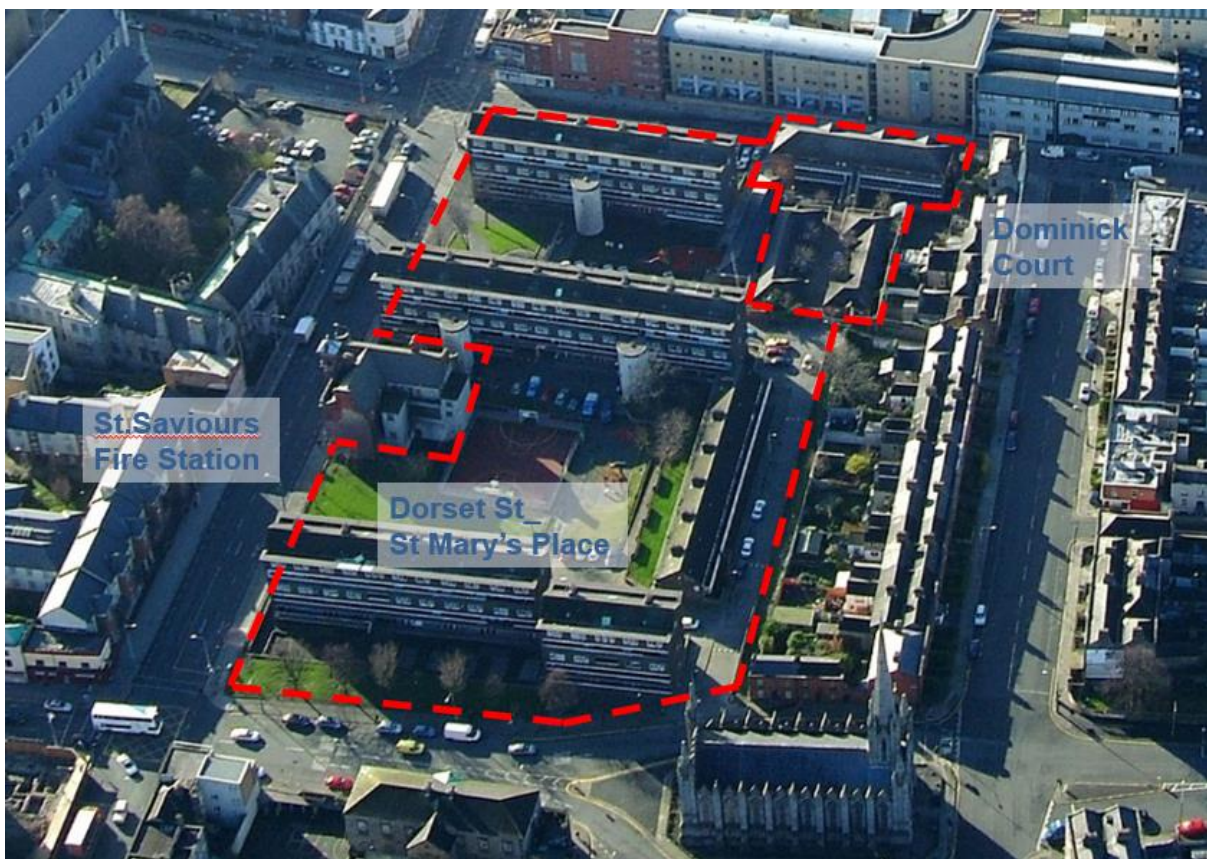 Dominick
Court
St.Saviours
Fire Station
Dorset St_
St Mary's Place